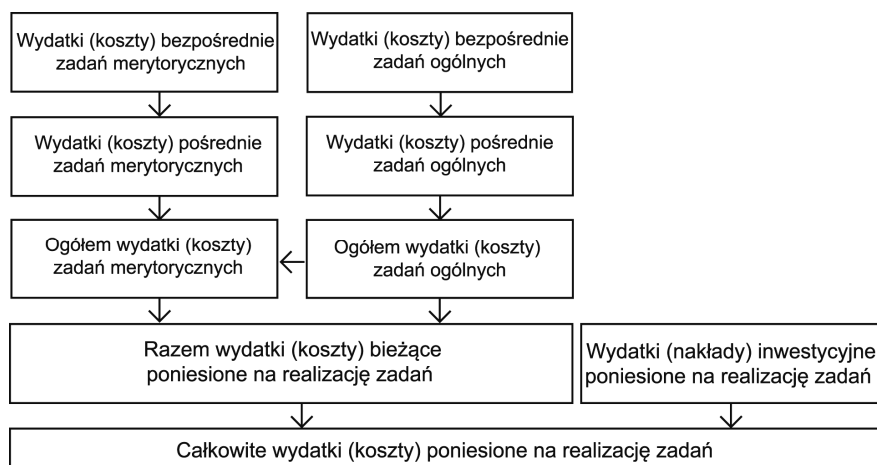 Wydatki (koszty) bezpośrednie
zadań merytorycznych
Wydatki (koszty) bezpośrednie
zadań ogólnych
Wydatki (koszty) pośrednie
zadań merytorycznych
Wydatki (koszty) pośrednie
zadań ogólnych
Ogółem wydatki (koszty)
zadań merytorycznych
Ogółem wydatki (koszty)
zadań ogólnych
Razem wydatki (koszty) bieżące
poniesione na realizację zadań
Wydatki (nakłady) inwestycyjne
poniesione na realizację zadań
Całkowite wydatki (koszty) poniesione na realizację zadań